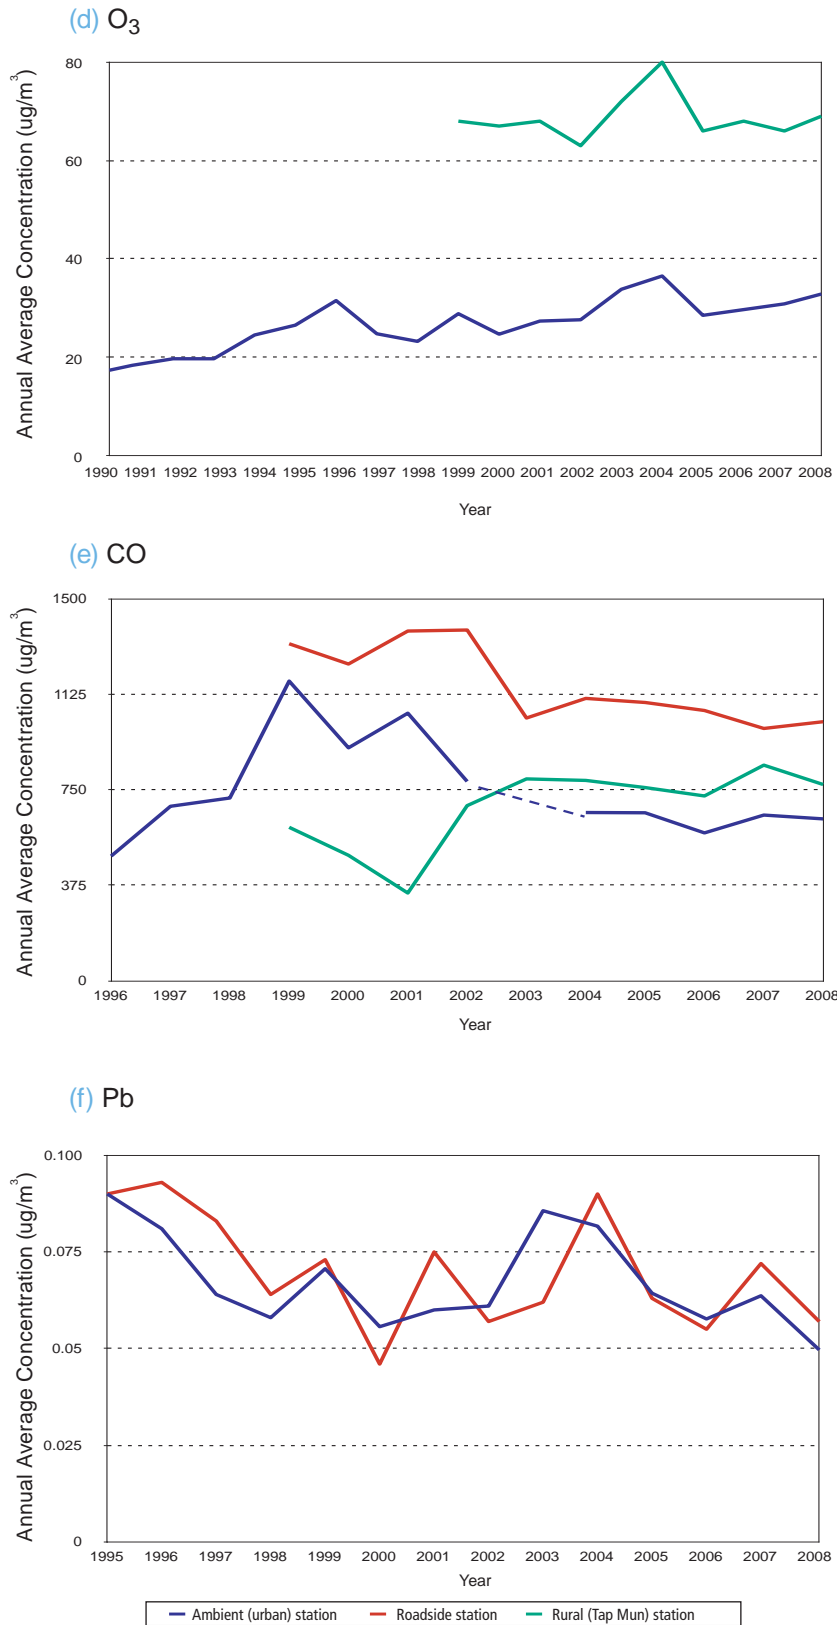 (d) O3
Annual Average Concentration (ug/m3)
80
60
40
20
0
1990 1991 1992 1993 1994 1995 1996 1997 1998 1999 2000 2001 2002 2003 2004 2005 2006 2007 2008
Year
(e) CO
Annual Average Concentration (ug/m3)
1500
1125
750
375
0
1996 1997 1998 1999 2000 2001 2002 2003 2004 2005 2006 2007 2008
Year
(f) Pb
Annual Average Concentration (ug/m3)
0.100
0.075
0.05
0.025
0
1995 1996 1997 1998 1999 2000 2001 2002 2003 2004 2005 2006 2007 2008
Year
Ambient (urban) station Roadside station Rural (Tap Mun) station